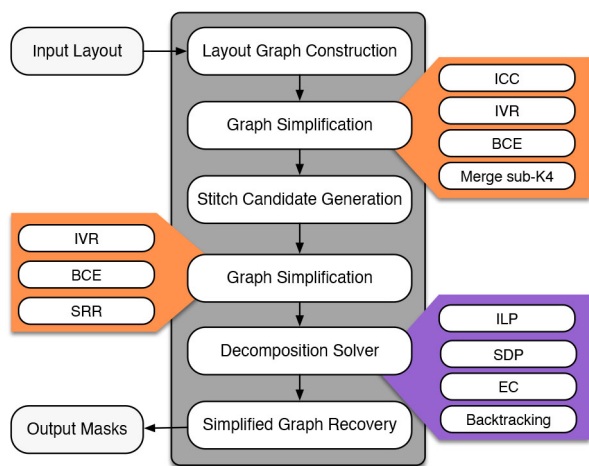 Input Layout
Layout Graph Construction
Graph Simplification
ICC
IVR
BCE
Merge sub-K4
Stitch Candidate Generation
IVR
BCE
SRR
Graph Simplification
Decomposition Solver
ILP
SDP
EC
Backtracking
Output Masks
Simplified Graph Recovery